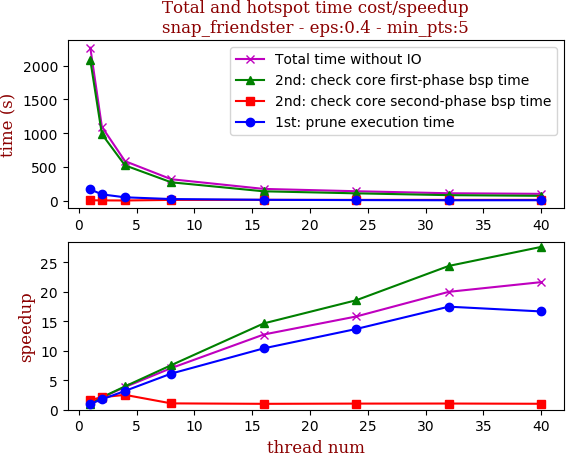 Total and hotspot time cost/speedup
snap_friendster - eps:0.4 - min_pts:5
time (s)
2000
1500
1000
500
0
Total time without IO
2nd: check core first-phase bsp time
2nd: check core second-phase bsp time
1st: prune execution time
0 5 10 15 20 25 30 35 40
speedup
25
20
15
10
5
0
0 5 10 15 20 25 30 35 40
thread num